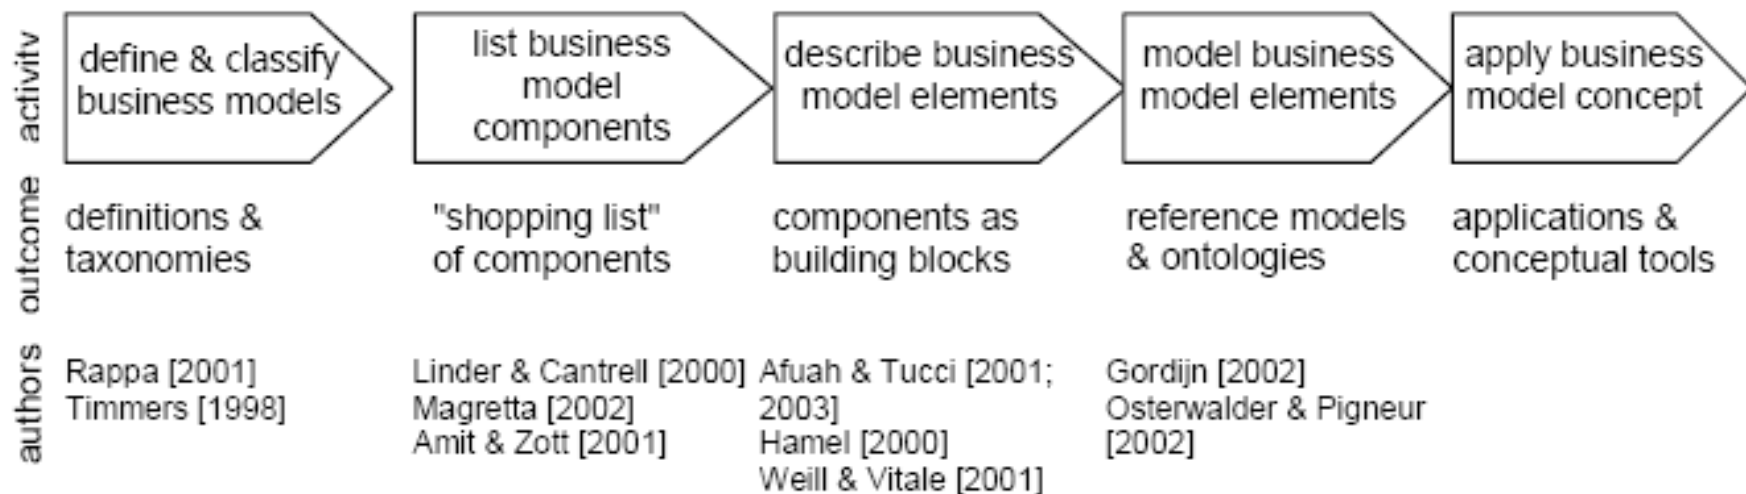 activity
define & classify
business models
list business
model
components
describe business
model elements
model business
model elements
apply business
model concept
outcome
definitions &
taxonomies
"shopping list"
of components
components as
building blocks
reference models
& ontologies
applications &
conceptual tools
authors
Rappa [2001]
Timmers [1998]
Linder & Cantrell [2000]
Magretta [2002]
Amit & Zott [2001]
Afuah & Tucci [2001;
2003]
Hamel [2000]
Weill & Vitale [2001]
Gordijn [2002]
Osterwalder & Pigneur
[2002]